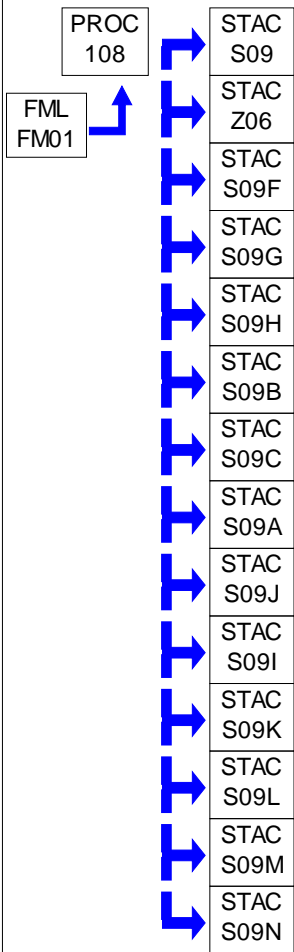 PROC
108
FML
FM01
STAC
S09
STAC
Z06
STAC
S09F
STAC
S09G
STAC
S09H
STAC
S09B
STAC
S09C
STAC
S09A
STAC
S09J
STAC
S09I
STAC
S09K
STAC
S09L
STAC
S09M
STAC
S09N